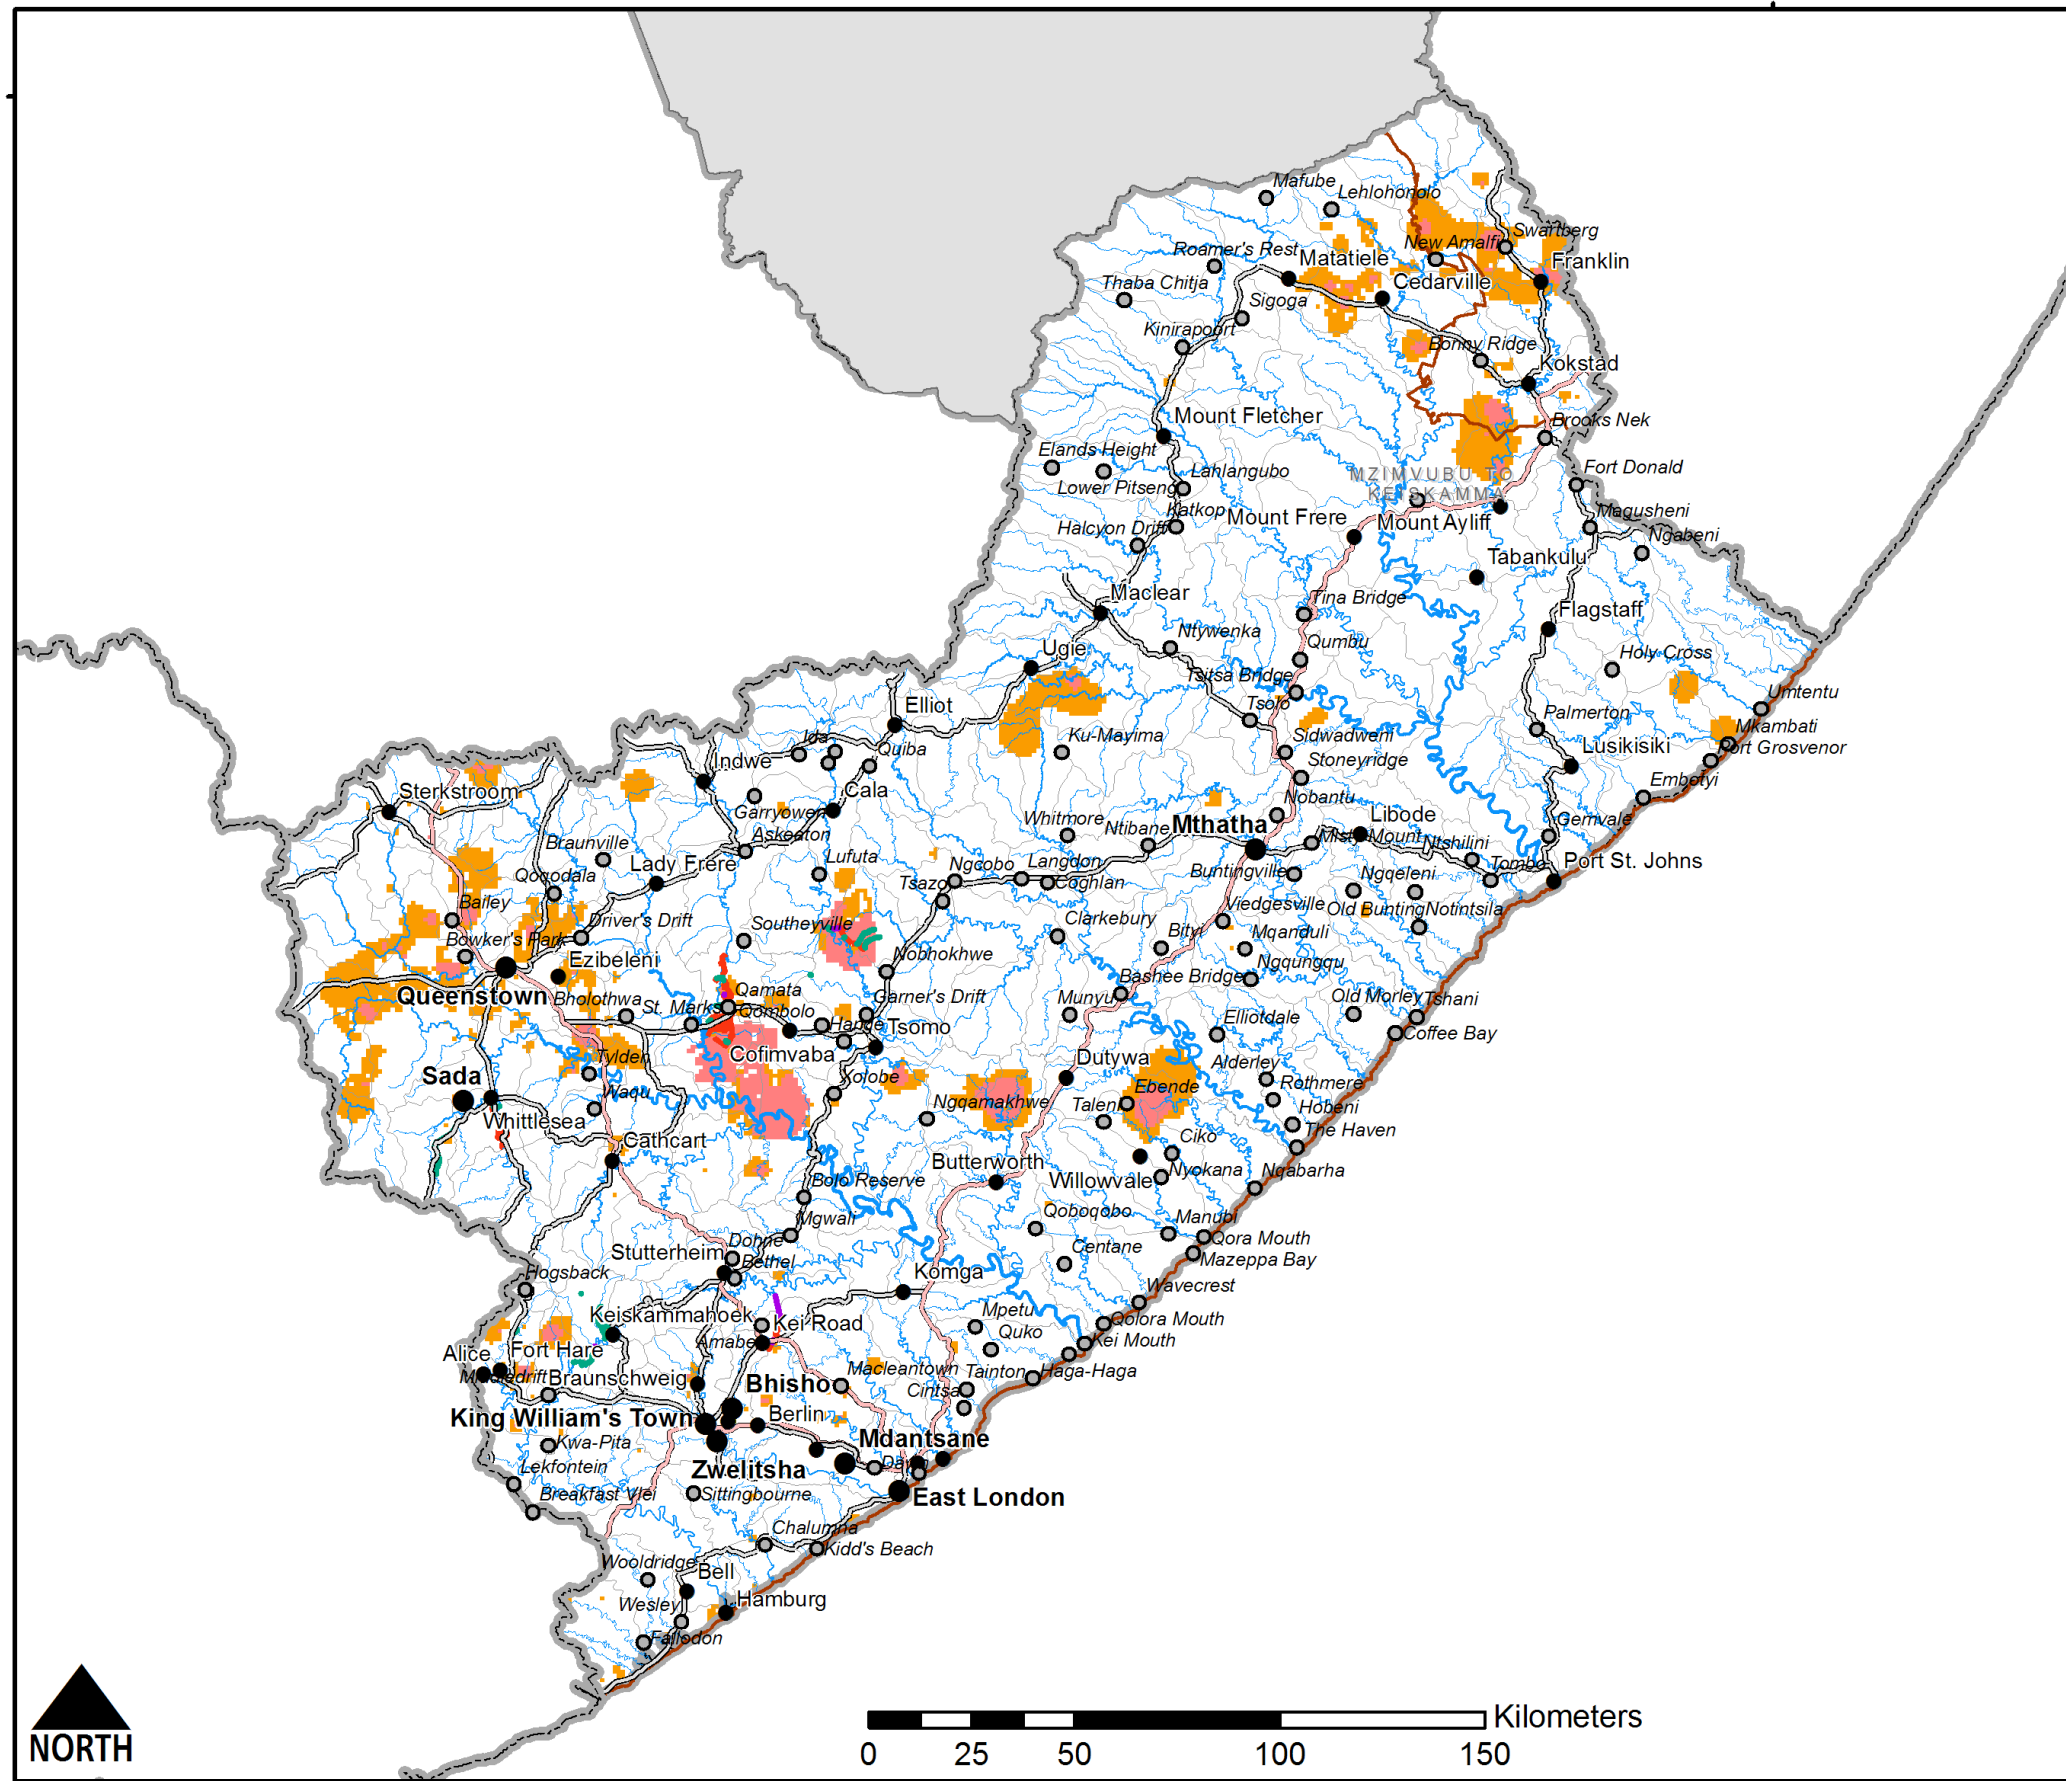 Mafube
Lehlohonolo
Swartberg
New Amalfi
Roamer's Rest
Matatiele
Franklin
Thaba Chitja
Cedarville
Sigoga
Kinirapoort
Bonny Ridge
Kokstad
Mount Fletcher
Brooks Nek
Elands Height
Lahlangubo
Fort Donald
MZIMVUBU TO
KEISKAMMA
Lower Pitseng
Katkop
Mount Frere
Mount Ayliff
Magusheni
Halcyon Drift
Ngabeni
Tabankulu
Maclear
Tina Bridge
Flagstaff
Ntywenka
Qumbu
Ugie
Holy Cross
Tsitsa Bridge
Umtentu
Elliot
Tsolo
Palmerton
Mkambati
Ida
Quiba
Ku-Mayima
Sidwadweni
Lusikisiki
Port Grosvenor
Indwe
Stoneyridge
Embotyi
Sterkstroom
Cala
Nobantu
Garryowen
Whitmore
Ntibane
Mthatha
Libode
Gemvale
Askeaton
Misty Mount
Ntshilini
Braunville
Lufuta
Ngcobo
Langdon
Tombo
Port St. Johns
Lady Frere
Qoqodala
Tsazo
Coghlan
Buntingville
Ngqeleni
Bailey
Driver's Drift
Southeyville
Clarkebury
Viedgesville
Old Bunting
Notintsila
Bowker's Park
Bityi
Mqanduli
Ezibeleni
Nobhokhwe
Ngqungqu
Queenstown
Bholothwa
St. Marks
Qamata
Qombolo
Garner's Drift
Munyu
Bashee Bridge
Old Morley
Tshani
Hange
Tsomo
Elliotdale
Coffee Bay
Cofimvaba
Tylden
Dutywa
Alderley
Sada
Xolobe
Ebende
Rothmere
Waqu
Ngqamakhwe
Taleni
Hobeni
Whittlesea
The Haven
Cathcart
Ciko
Butterworth
Willowvale
Nyokana
Nqabarha
Bolo Reserve
Mgwali
Qoboqobo
Manubi
Qora Mouth
Stutterheim
Dohne
Bethel
Centane
Mazeppa Bay
Hogsback
Komga
Wavecrest
Keiskammahoek
Kei Road
Mpetu
Qolora Mouth
Amabele
Quko
Kei Mouth
Alice
Fort Hare
Middledrift
Braunschweig
Bhisho
Macleantown
Tainton
Haga-Haga
Cintsa
King William's Town
Berlin
Kwa-Pita
Mdantsane
Lekfontein
Zwelitsha
Breakfast Vlei
Sittingbourne
East London
Chalumna
Kidd's Beach
Wooldridge
Bell
Wesley
Hamburg
Fallodon
NORTH
Kilometers
0 25 50 100 150